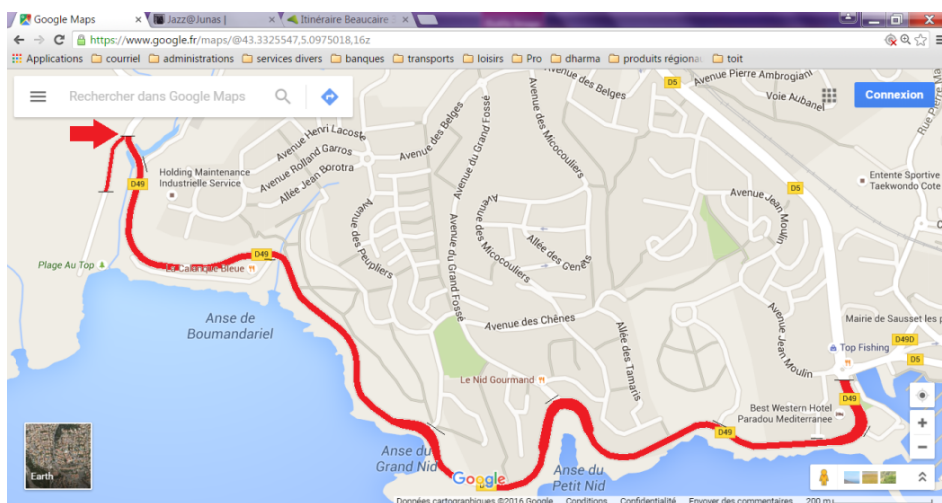 Google Maps
Jazz@Junas |
Itinéraire Beaucaire
https://www.google.fr/maps/@43.3325547,5.0975018,16z
Applications
courriel
administrations
services divers
banques
transports
loisirs
Pro
dharma
produits régiona
toit
Rechercher dans Google Maps
Connexion
Avenue des Belges
D5
Avenue Pierre Ambrogiani
Voie Aubanel
Avenue Henri Lacoste
Avenue Rolland Garros
Allée Jean Borotra
Avenue des Belges
Avenue du Grand Fossé
Avenue des Micocouliers
Holding Maintenance
Industrielle Service
D49
Entente Sportive
Taekwondo Cote
D5
Avenue Jean Moulin
Avenue des Peupliers
Avenue des Micocouliers
Allée des Genêts
Avenue du Grand Fossé
Plage Au Top
La Calanque Bleue
D49
Anse de
Boumandariel
Avenue des Chênes
Allée des Tamaris
Avenue Jean Moulin
Mairie de Sausset les
D49D
Top Fishing
D5
Le Nid Gourmand
D49
Best Western Hotel
Paradou Mediterranee
D49
Anse du
Grand Nid
Google
Anse du
Petit Nid
Earth
Données cartographiques ©2016 Google
Conditions
Confidentialité
Envoyer des commentaires
200 m